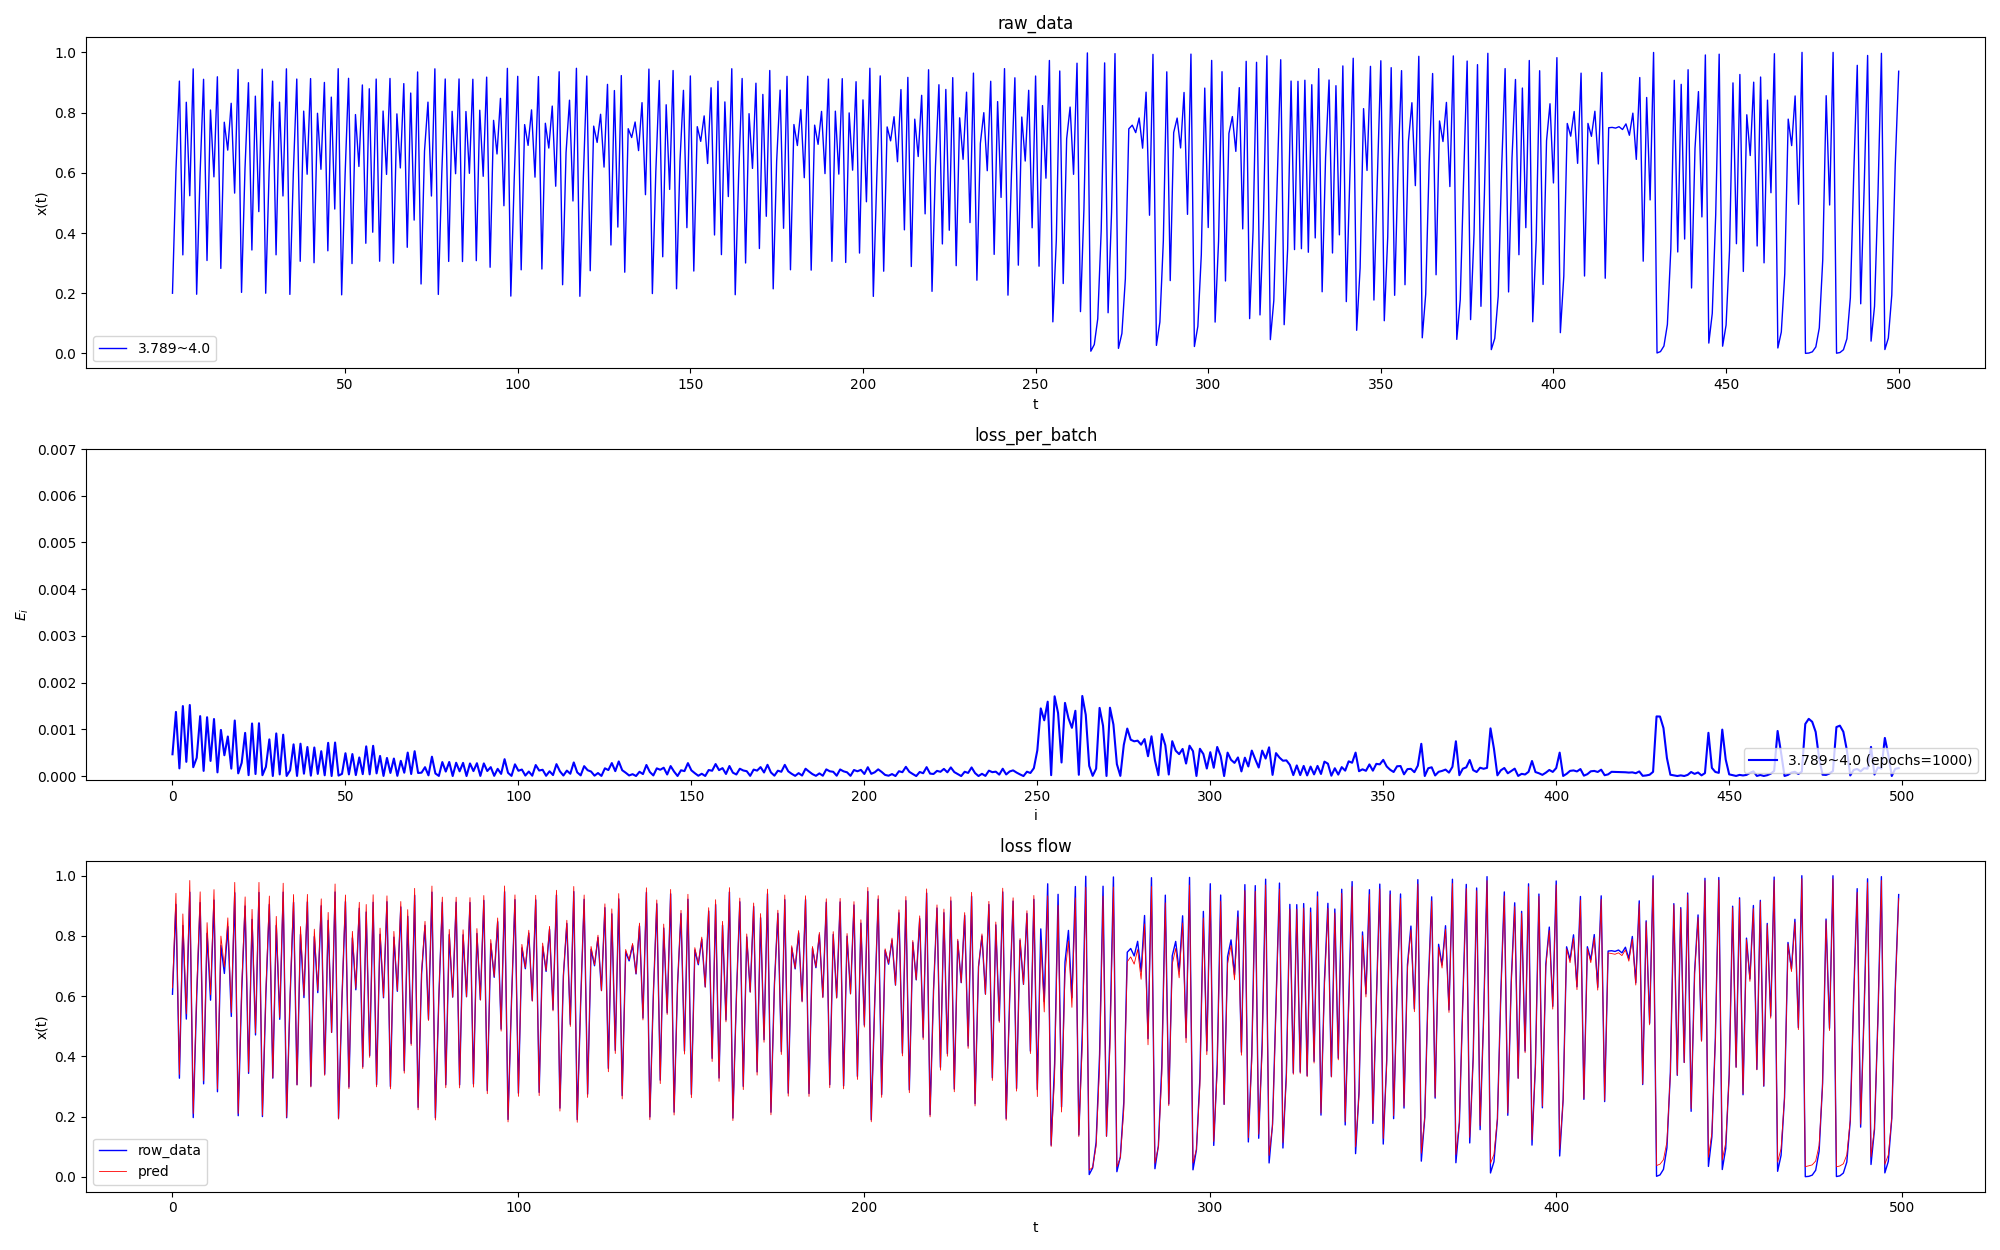 raw_data
1.0
0.8
0.6
0.4
0.2
0.0
x(t)
3.789~4.0
50 100 150 200 250 300 350 400 450 500
t
loss_per_batch
0.007
0.006
0.005
0.004
0.003
0.002
0.001
0.000
E_i
3.789~4.0 (epochs=1000)
0 50 100 150 200 250 300 350 400 450 500
i
loss flow
1.0
0.8
0.6
0.4
0.2
0.0
x(t)
row_data
pred
0 100 200 300 400 500
t